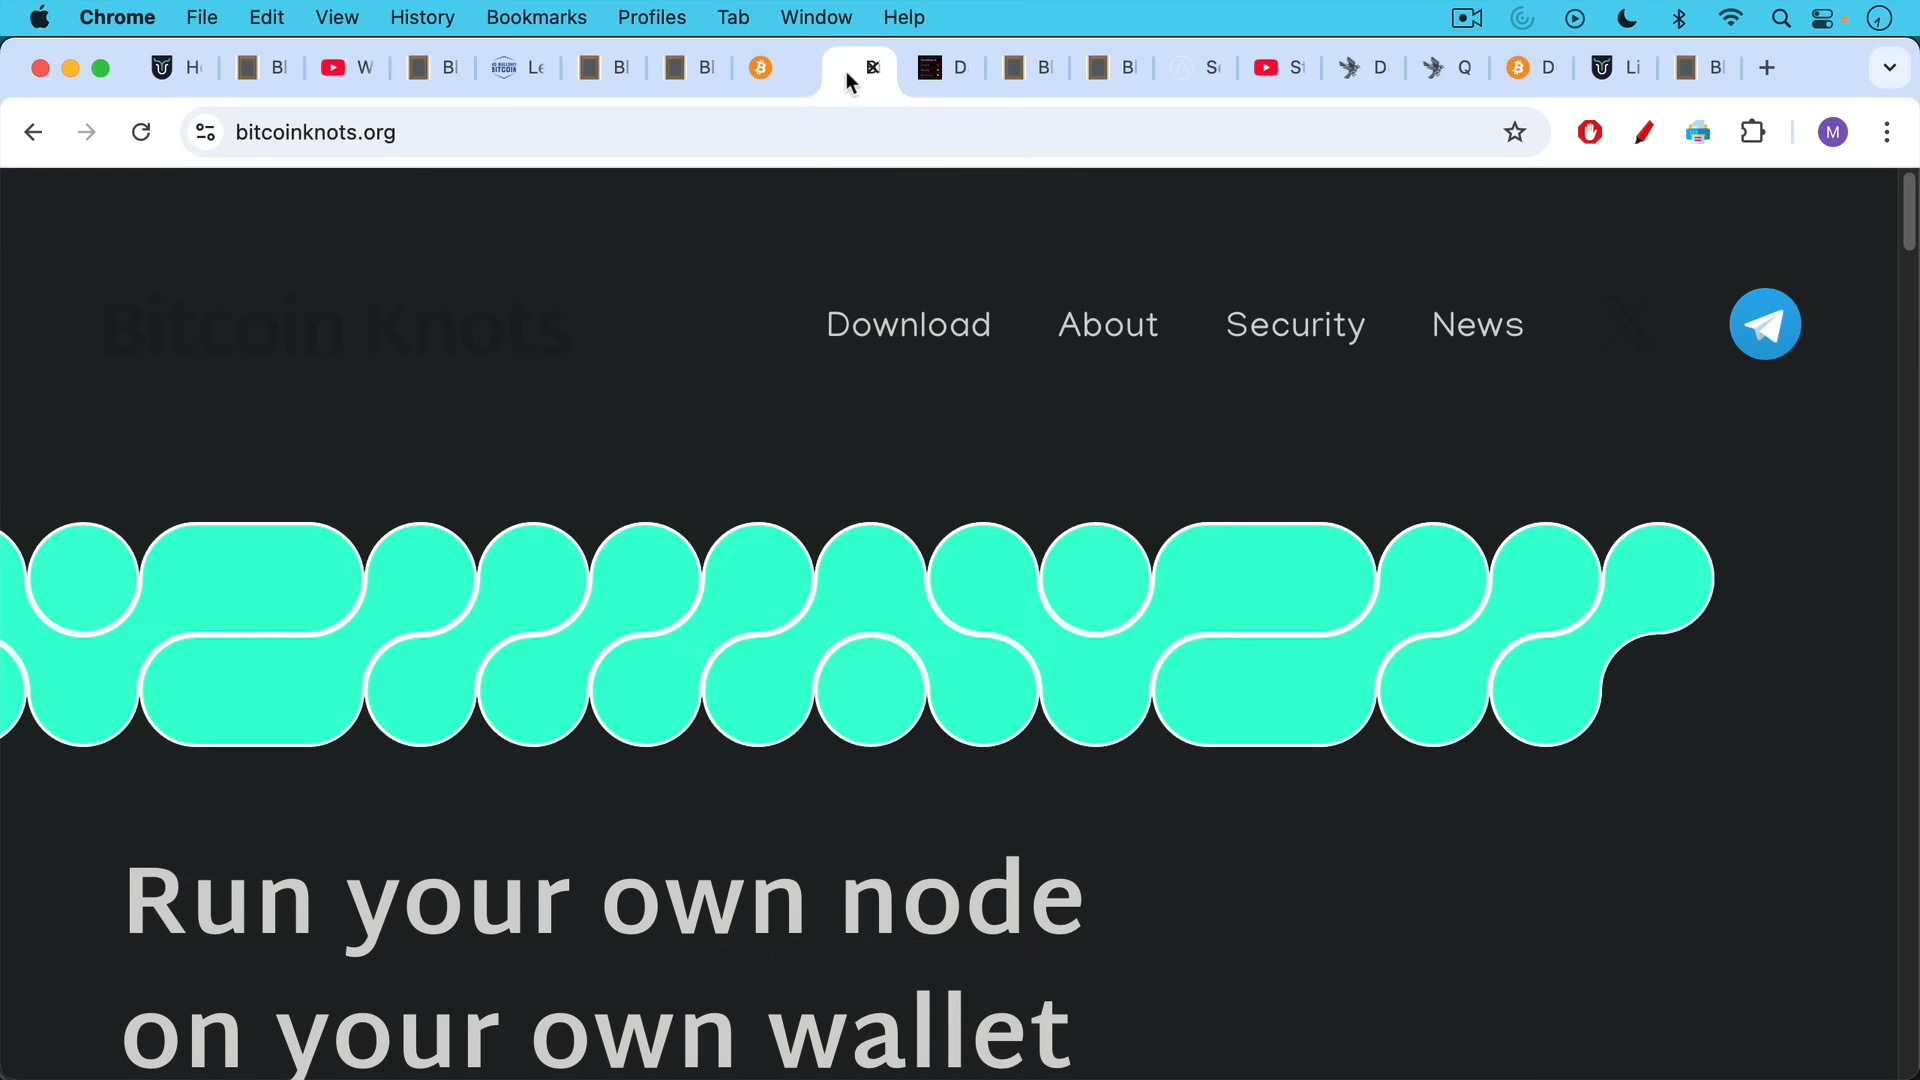 Chrome File Edit View History Bookmarks Profiles Tab Window Help
bitcoinknots.org
M
Bitcoin Knots
Download About Security News
Run your own node
on your own wallet